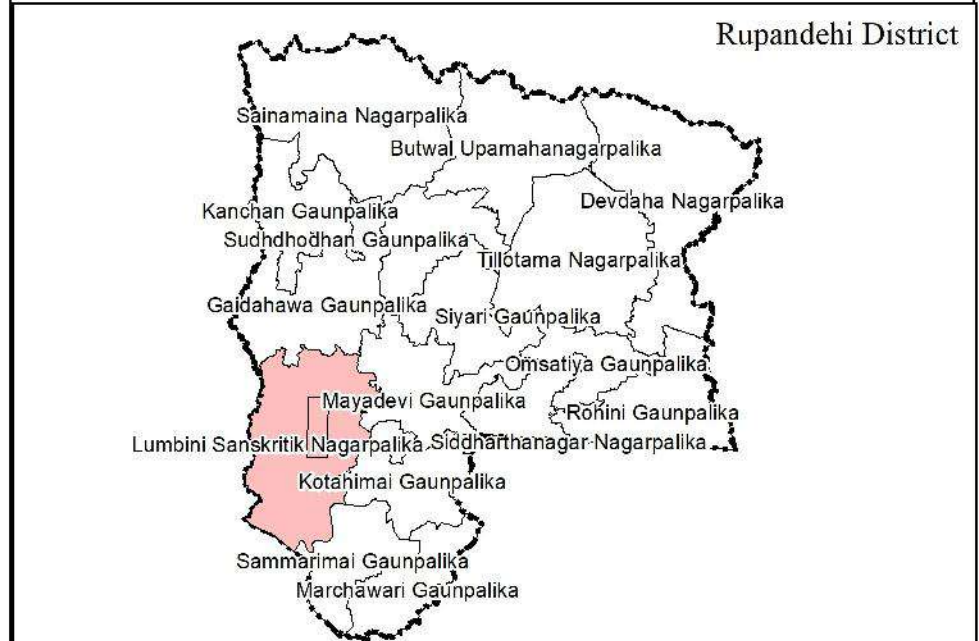 Rupandehi District
Sainamaina Nagarpalika
Butwal Upamahanagarpalika
Devdaha Nagarpalika
Kanchan Gaunpalika
Sudhdhodhan Gaunpalika
Tillotama Nagarpalika
Gaidahawa Gaunpalika
Siyari Gaunpalika
Omsatiya Gaunpalika
Mayadevi Gaunpalika
Rohini Gaunpalika
Lumbini Sanskritik Nagarpalika
Siddharthanagar Nagarpalika
Kotahimai Gaunpalika
Sammarimai Gaunpalika
Marchawari Gaunpalika